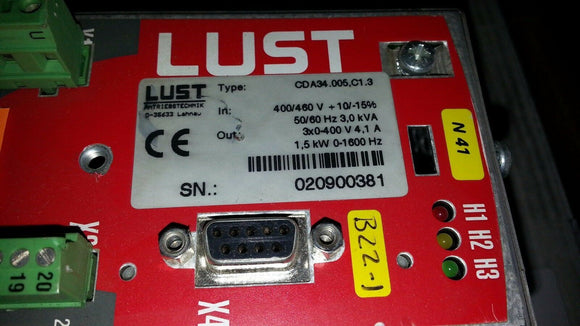 LUST
LUST
ANTRIEBSTECHNIK
D-35633 Lahnau
Type: CDA34.005,C1.3
In: 400/460 V +10/-15%
50/60 Hz 3,0 kVA
Out: 3x0-400 V 4,1 A
1,5 kW 0-1600 Hz
CE
SN.: 020900381
N 41
B22-1
H1 H2 H3
X4
20
19
U